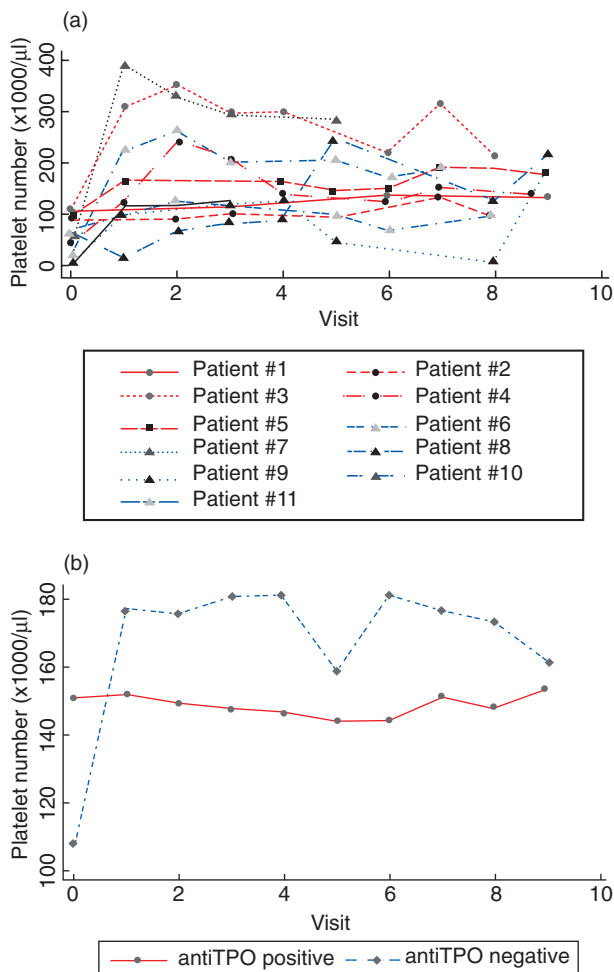 (a)
Platelet number (x1000/µl)
400
300
200
100
0
0 2 4 6 8 10
Visit
Patient #1 Patient #2
Patient #3 Patient #4
Patient #5 Patient #6
Patient #7 Patient #8
Patient #9 Patient #10
Patient #11
(b)
Platelet number (x1000/µl)
180
160
140
120
100
0 2 4 6 8 10
Visit
antiTPO positive antiTPO negative